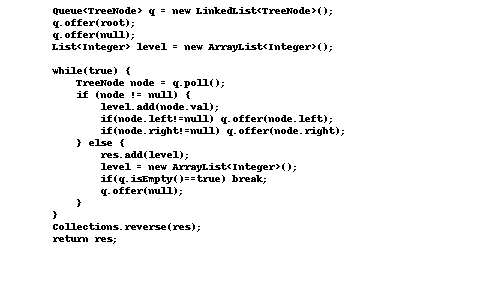 Queue<TreeNode> q = new LinkedList<TreeNode>();
q.offer(root);
q.offer(null);
List<Integer> level = new ArrayList<Integer>();
while(true) {
TreeNode node = q.poll();
if (node != null) {
level.add(node.val);
if(node.left!=null) q.offer(node.left);
if(node.right!=null) q.offer(node.right);
} else {
res.add(level);
level = new ArrayList<Integer>();
if(q.isEmpty()==true) break;
q.offer(null);
}
}
Collections.reverse(res);
return res;